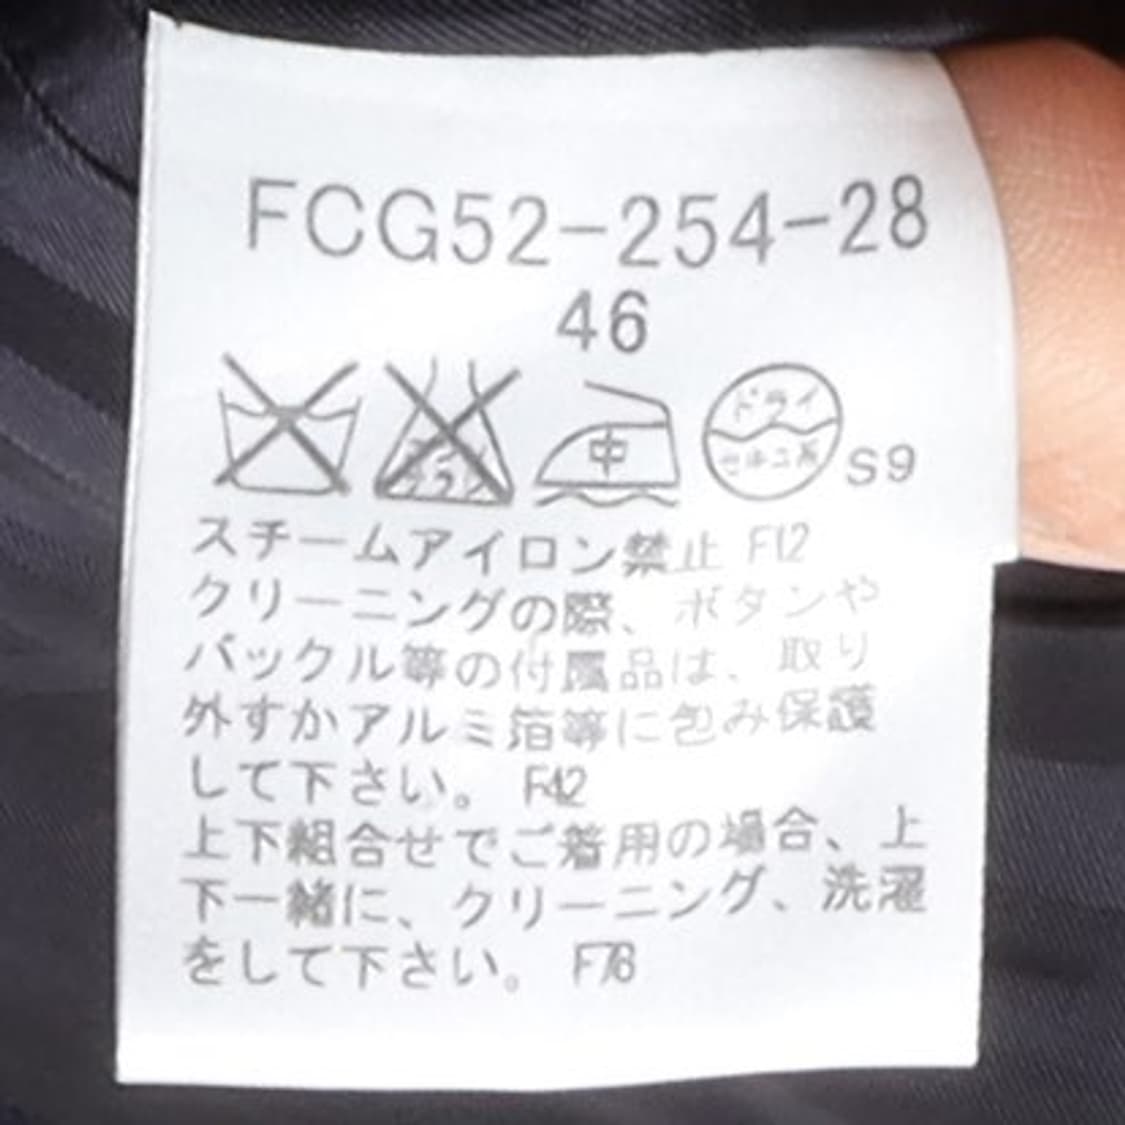 FCG52-254-28
46
中 ドライ
セキユ系 S9
スチームアイロン禁止 F12
クリーニングの際、ボタンや
バックル等の付属品は、取り
外すかアルミ箔等に包み保護
して下さい。 F42
上下組合せでご着用の場合、上
下一緒に、クリーニング、洗濯
をして下さい。 F76